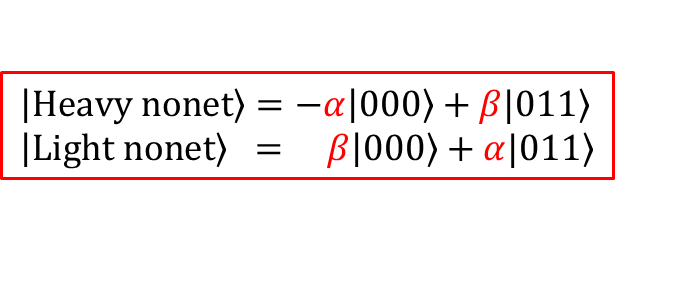 |Heavy nonet⟩ = −α|000⟩ + β|011⟩
|Light nonet⟩ = β|000⟩ + α|011⟩